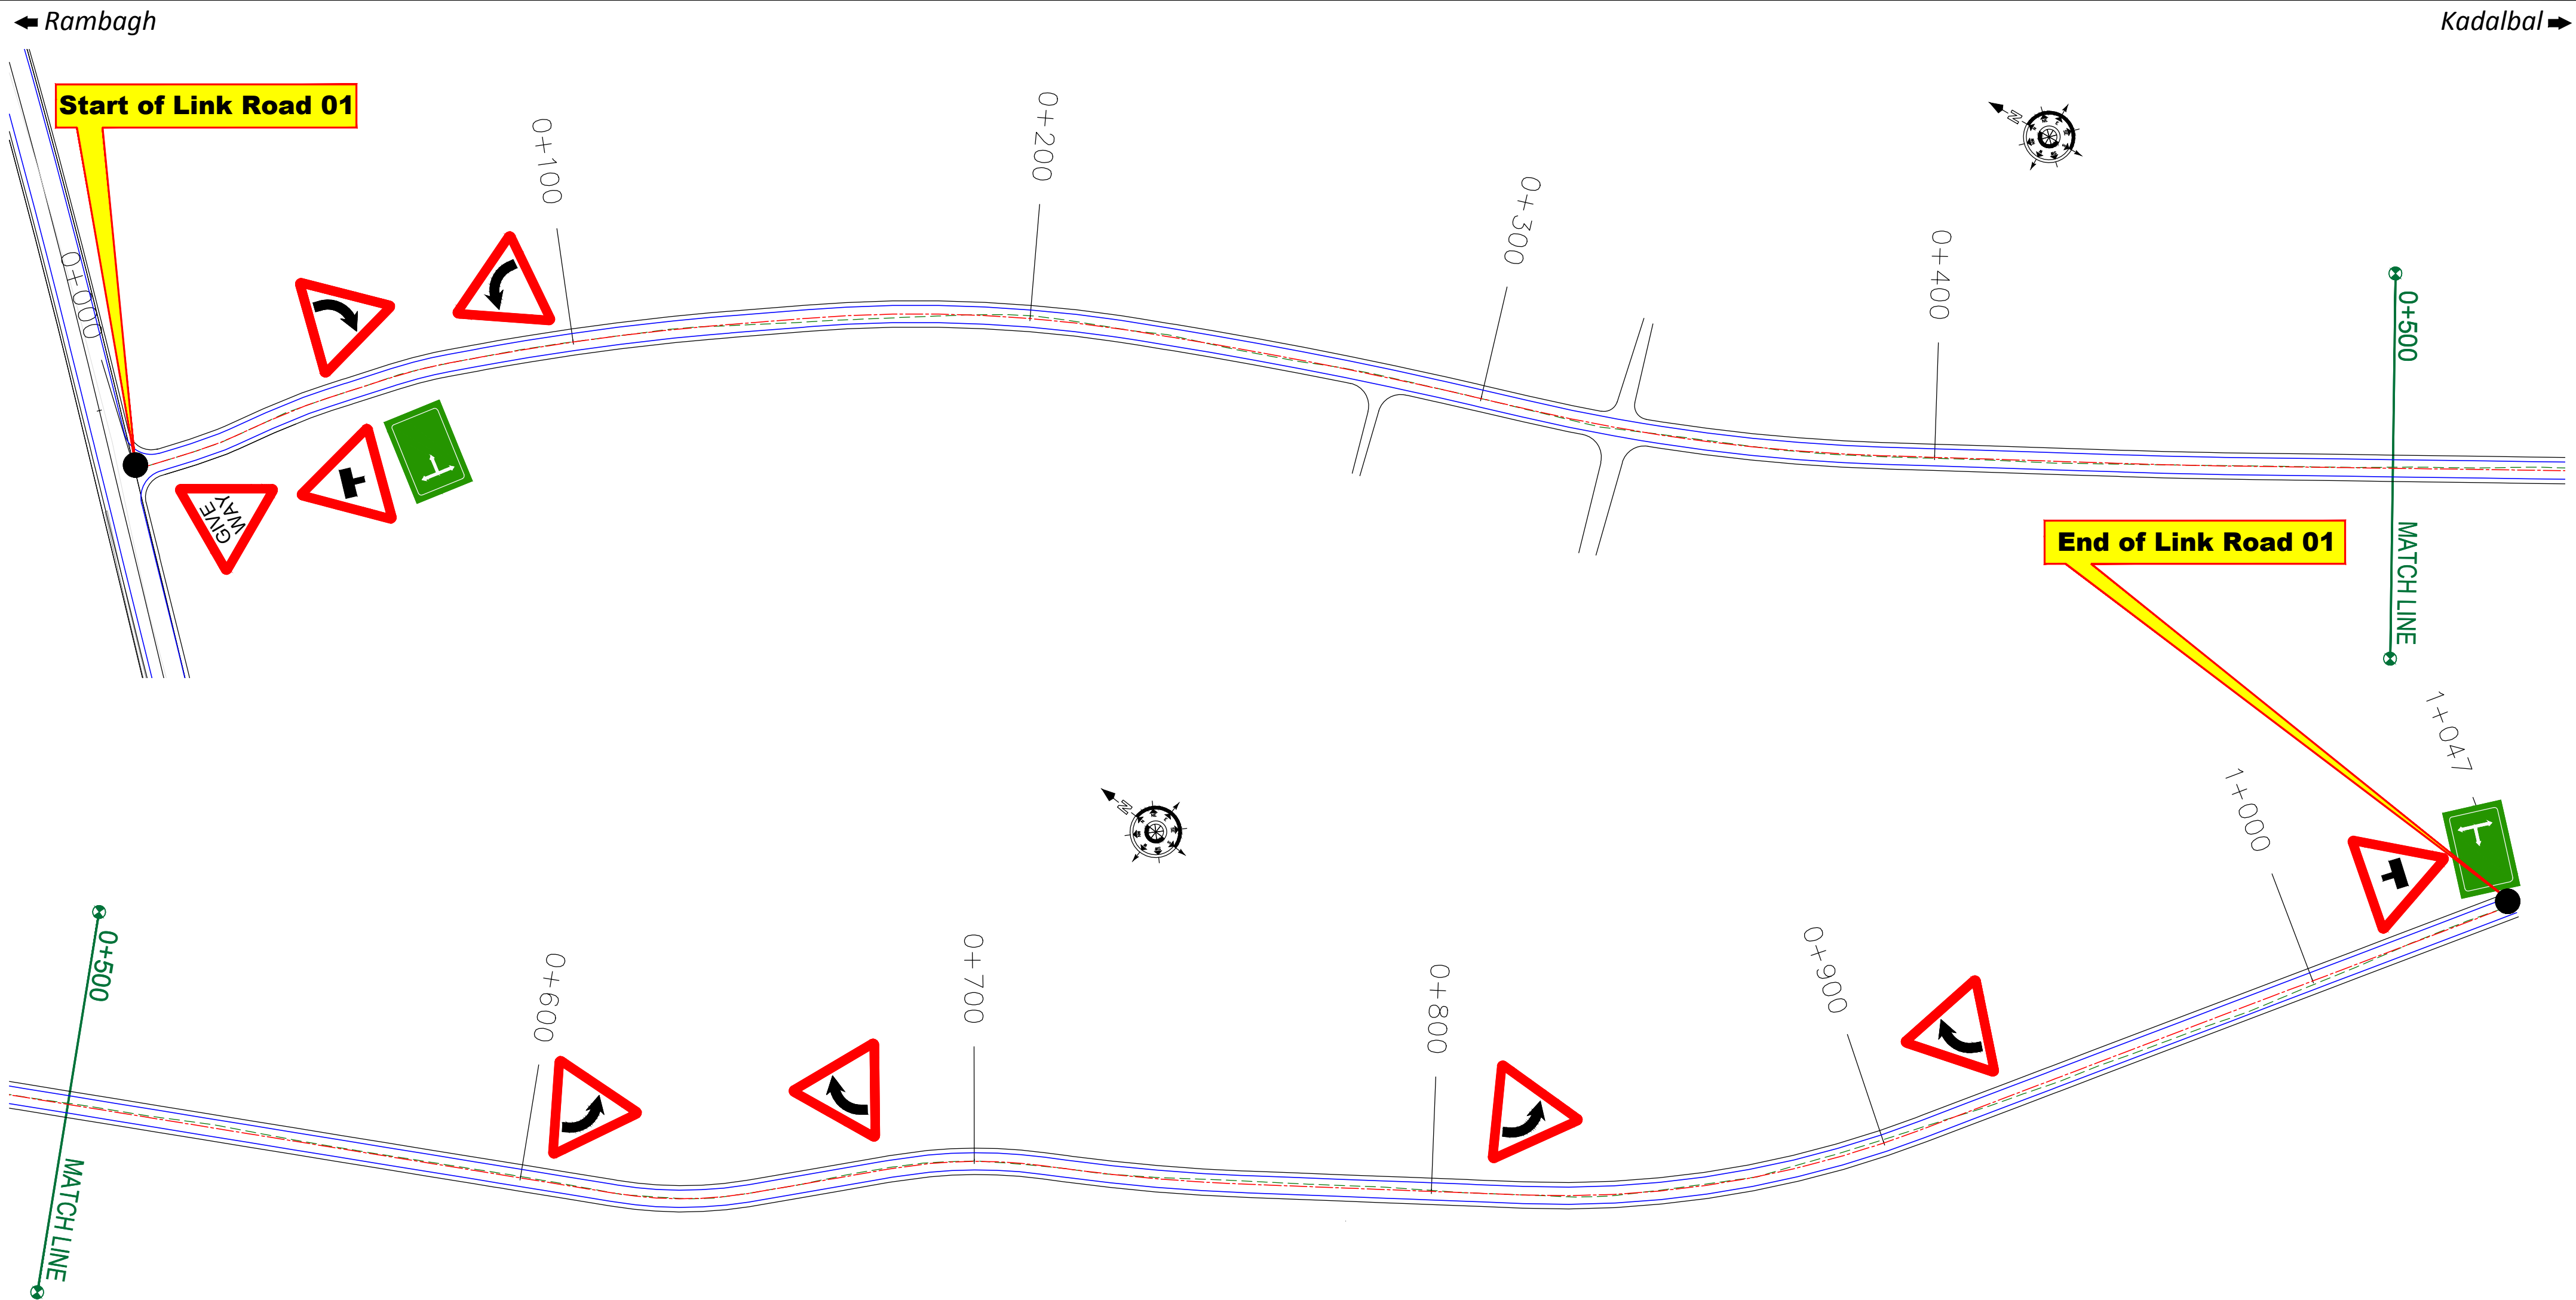 Rambagh
Kadalbal
Start of Link Road 01
0+000
0+100
0+200
0+300
0+400
N
0+500
MATCH LINE
GIVE
WAY
End of Link Road 01
1+047
1+000
N
0+500
MATCH LINE
0+600
0+700
0+800
0+900